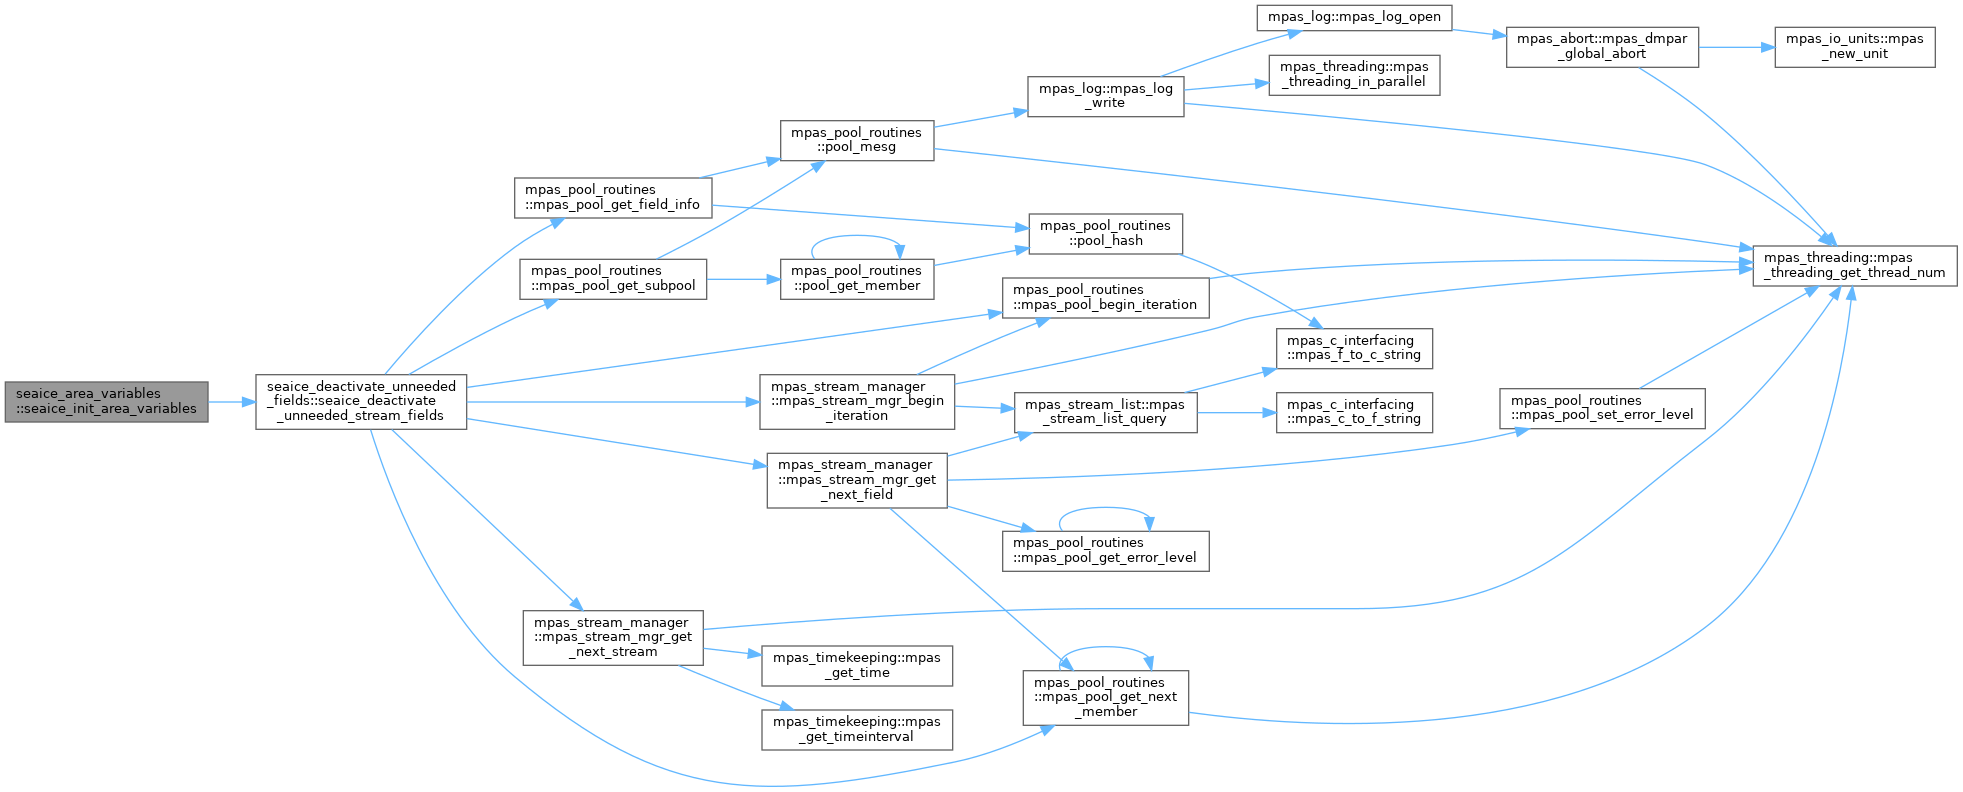 seaice_area_variables
::seaice_init_area_variables
seaice_deactivate_unneeded
_fields::seaice_deactivate
_unneeded_stream_fields
mpas_pool_routines
::mpas_pool_get_field_info
mpas_pool_routines
::pool_mesg
mpas_log::mpas_log
_write
mpas_log::mpas_log_open
mpas_abort::mpas_dmpar
_global_abort
mpas_io_units::mpas
_new_unit
mpas_threading::mpas
_threading_in_parallel
mpas_threading::mpas
_threading_get_thread_num
mpas_pool_routines
::pool_hash
mpas_c_interfacing
::mpas_f_to_c_string
mpas_pool_routines
::mpas_pool_get_subpool
mpas_pool_routines
::pool_get_member
mpas_pool_routines
::mpas_pool_begin_iteration
mpas_stream_manager
::mpas_stream_mgr_begin
_iteration
mpas_stream_list::mpas
_stream_list_query
mpas_c_interfacing
::mpas_c_to_f_string
mpas_stream_manager
::mpas_stream_mgr_get
_next_field
mpas_pool_routines
::mpas_pool_set_error_level
mpas_pool_routines
::mpas_pool_get_error_level
mpas_pool_routines
::mpas_pool_get_next
_member
mpas_stream_manager
::mpas_stream_mgr_get
_next_stream
mpas_timekeeping::mpas
_get_time
mpas_timekeeping::mpas
_get_timeinterval